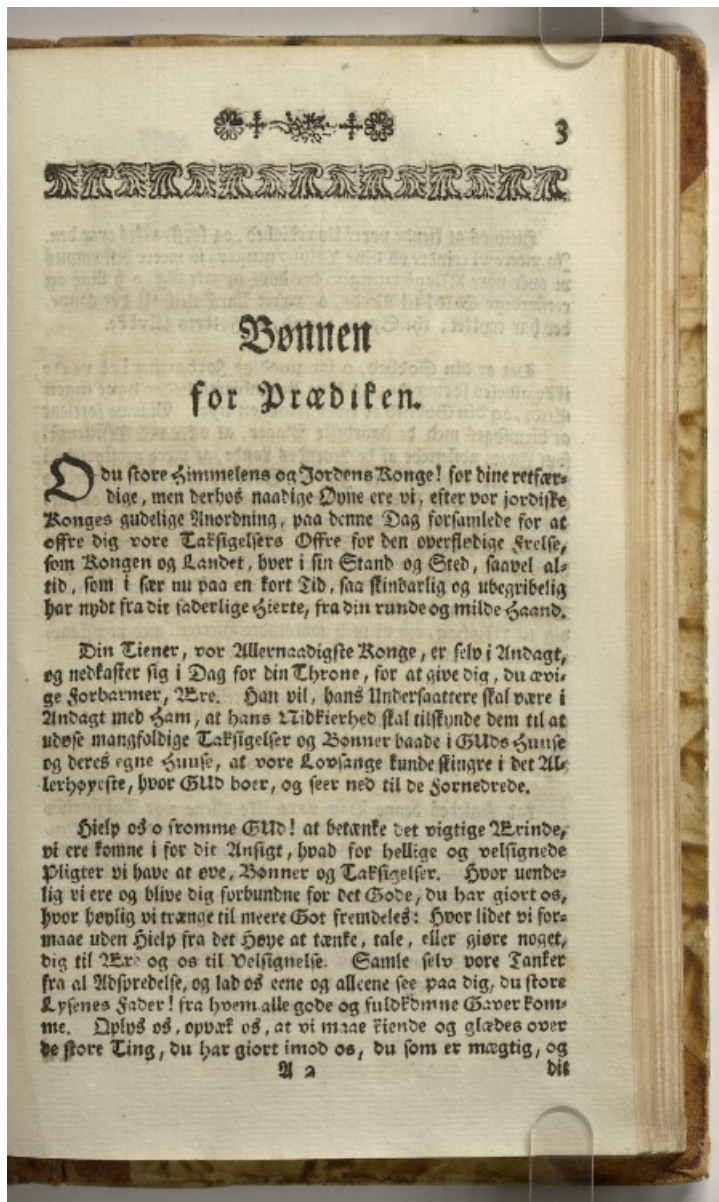 3
Bønnen
for Prædiken.
O du store Himmelens og Jordens Konge! for dine retfær-
dige, men derhos naadige Øyne ere vi, efter vor jordiske
Konges gudelige Anordning, paa denne Dag forsamlede for at
offre dig vore Taksigelsers Offre for den overflødige Frelse,
som Kongen og Landet, hver i sin Stand og Sted, saavel al-
tid, som i sær nu paa en kort Tid, saa skinbarlig og ubegribelig
har nydt fra dit faderlige Hierte, fra din runde og milde Haand.
Din Tiener, vor Allernaadigste Konge, er selv i Andagt,
og nedkaster sig i Dag for din Throne, for at give dig, du ævi-
ge Forbarmer, Ære. Han vil, hans Undersaattere skal være i
Andagt med Ham, at hans Nidkierhed skal tilskynde dem til at
udøse mangfoldige Taksigelser og Bønner baade i GUds Huuse
og deres egne Huuse, at vore Lovsange kunde klingre i det Al-
lerhøyeste, hvor GUD boer, og seer ned til de Fornedrede.
Hielp os o fromme GUd! at betænke det vigtige Ærinde,
vi ere komne i for dit Ansigt, hvad for hellige og velsignede
Pligter vi have at øve, Bønner og Taksigelser. Hvor uende-
lig vi ere og blive dig forbundne for det Gode, du har giort os,
hvor høylig vi trænge til meere Got fremdeles: Hvor lidet vi for-
maae uden Hielp fra det Høye at tænke, tale, eller giøre noget,
dig til Ære og os til Velsignelse. Samle selv vore Tanker
fra al Adspredelse, og lad os eene og alleene see paa dig, du store
Lysenes Fader! fra hvem alle gode og fuldkomne Gaver kom-
me. Oplys os, opvæk os, at vi maae kiende og glædes over
de store Ting, du har giort imod os, du som er mægtig, og
A 2 dit